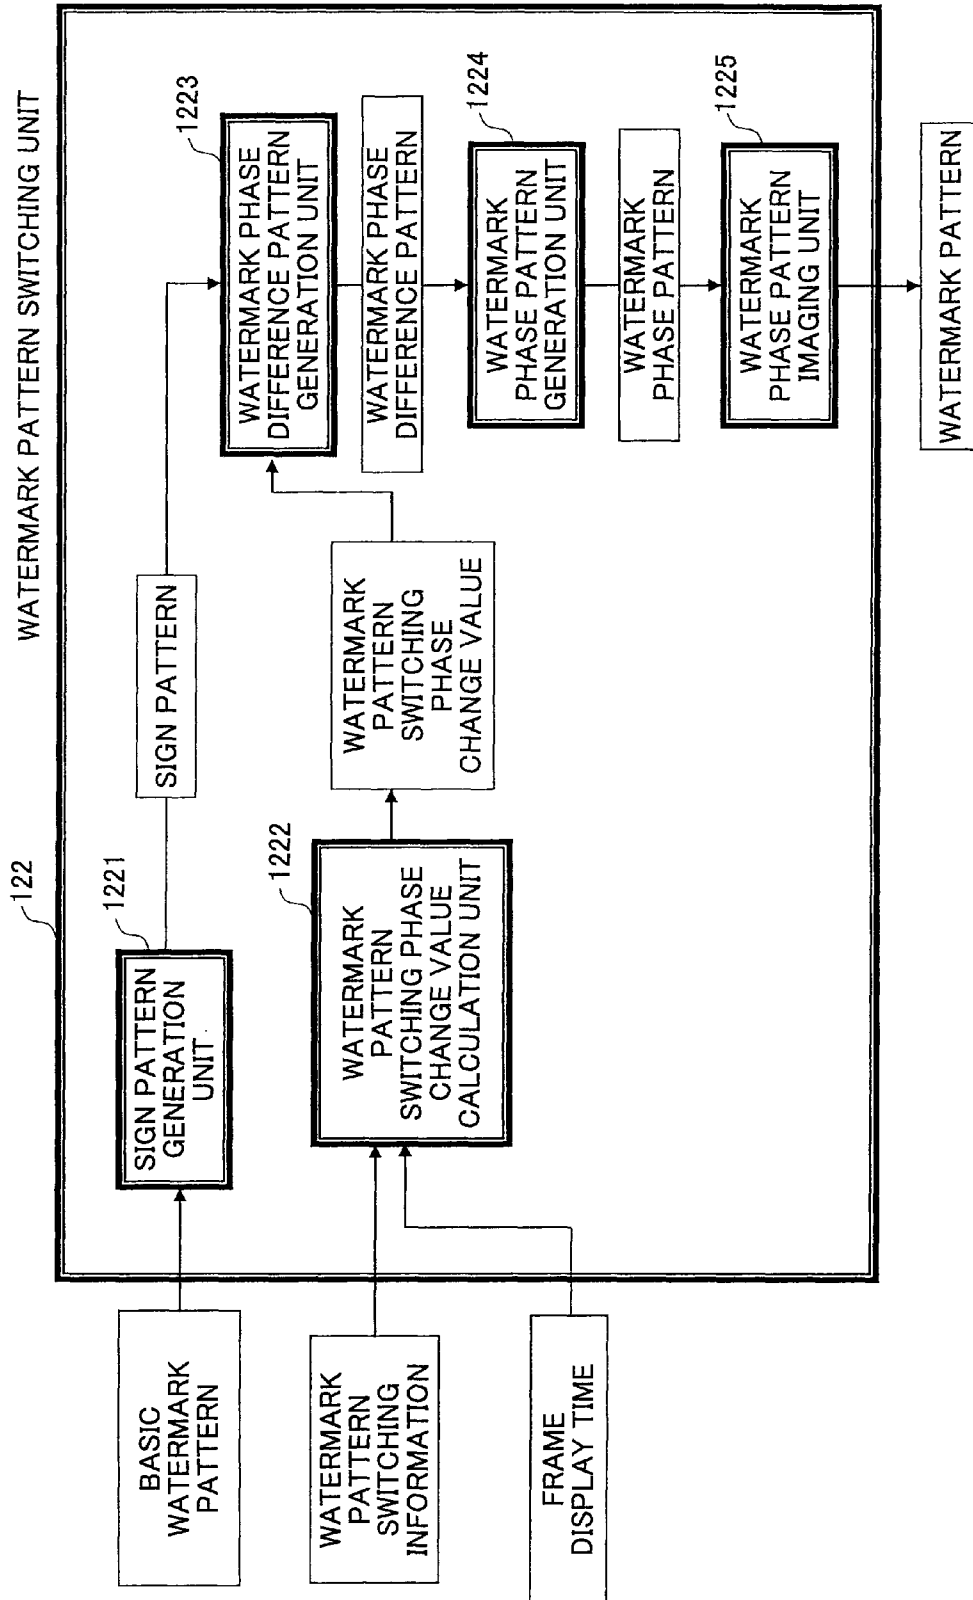 WATERMARK PATTERN SWITCHING UNIT
122
BASIC
WATERMARK
PATTERN
1221
SIGN PATTERN
GENERATION
UNIT
SIGN PATTERN
1223
WATERMARK PHASE
DIFFERENCE PATTERN
GENERATION UNIT
WATERMARK
PATTERN
SWITCHING
INFORMATION
1222
WATERMARK
PATTERN
SWITCHING PHASE
CHANGE VALUE
CALCULATION UNIT
WATERMARK
PATTERN
SWITCHING
PHASE
CHANGE VALUE
WATERMARK PHASE
DIFFERENCE PATTERN
1224
WATERMARK
PHASE PATTERN
GENERATION UNIT
FRAME
DISPLAY TIME
WATERMARK
PHASE PATTERN
1225
WATERMARK
PHASE PATTERN
IMAGING UNIT
WATERMARK PATTERN